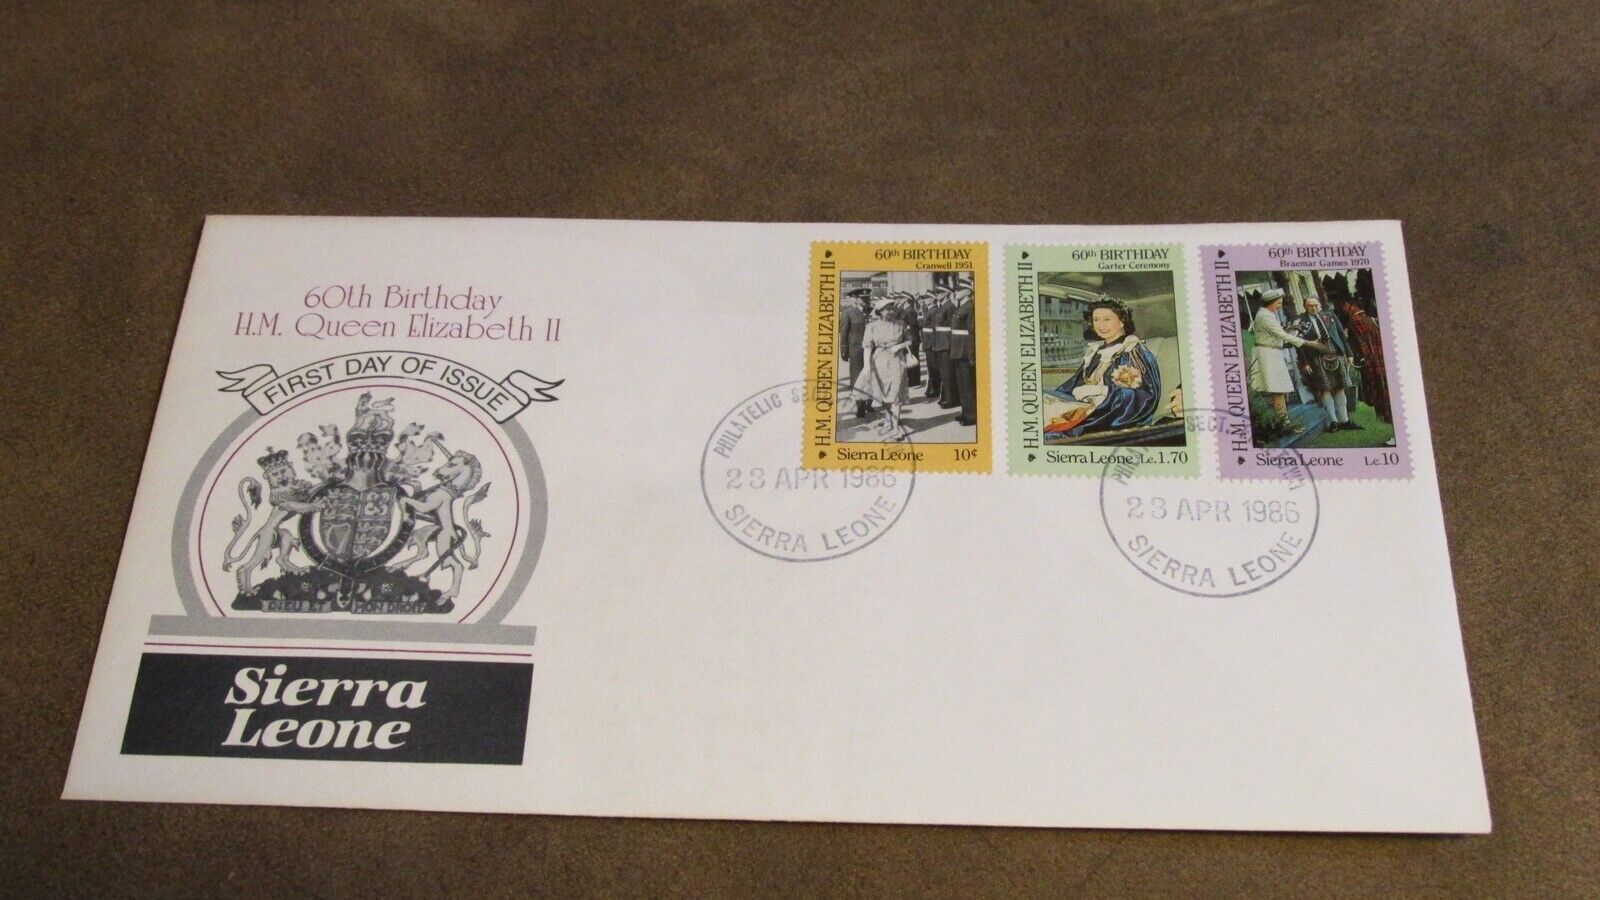 60th Birthday
H.M. Queen Elizabeth II
FIRST DAY OF ISSUE
DIEU ET MON DROIT
Sierra
Leone
60th BIRTHDAY
Cranwell 1951
H.M. QUEEN ELIZABETH II
Sierra Leone 10¢
60th BIRTHDAY
Garter Ceremony
H.M. QUEEN ELIZABETH II
Sierra Leone Le.1.70
60th BIRTHDAY
Braemar Games 1970
H.M. QUEEN ELIZABETH II
Sierra Leone Le.10
PHILATELIC SECT.
23 APR 1986
SIERRA LEONE
SECT.
23 APR 1986
SIERRA LEONE